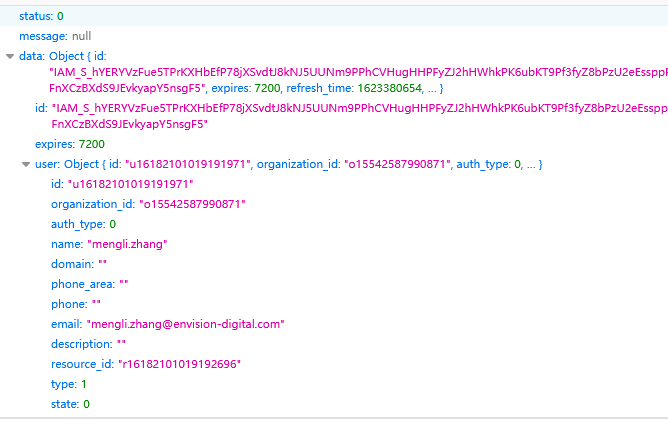 status: 0
message: null
data: Object { id:
"IAM_S_hYERYVzFue5TPrKXHbEfP78jXSvdtJ8kNJ5UUNm9PPhCVHugHHPFyZJ2hHWhkPK6ubKT9Pf3fyZ8bPzU2eEssppF
FnXCzBXdS9JEvkyapY5nsgF5", expires: 7200, refresh_time: 1623380654, … }
id: "IAM_S_hYERYVzFue5TPrKXHbEfP78jXSvdtJ8kNJ5UUNm9PPhCVHugHHPFyZJ2hHWhkPK6ubKT9Pf3fyZ8bPzU2eEsspp
FnXCzBXdS9JEvkyapY5nsgF5"
expires: 7200
user: Object { id: "u16182101019191971", organization_id: "o15542587990871", auth_type: 0, … }
id: "u16182101019191971"
organization_id: "o15542587990871"
auth_type: 0
name: "mengli.zhang"
domain: ""
phone_area: ""
phone: ""
email: "mengli.zhang@envision-digital.com"
description: ""
resource_id: "r16182101019192696"
type: 1
state: 0